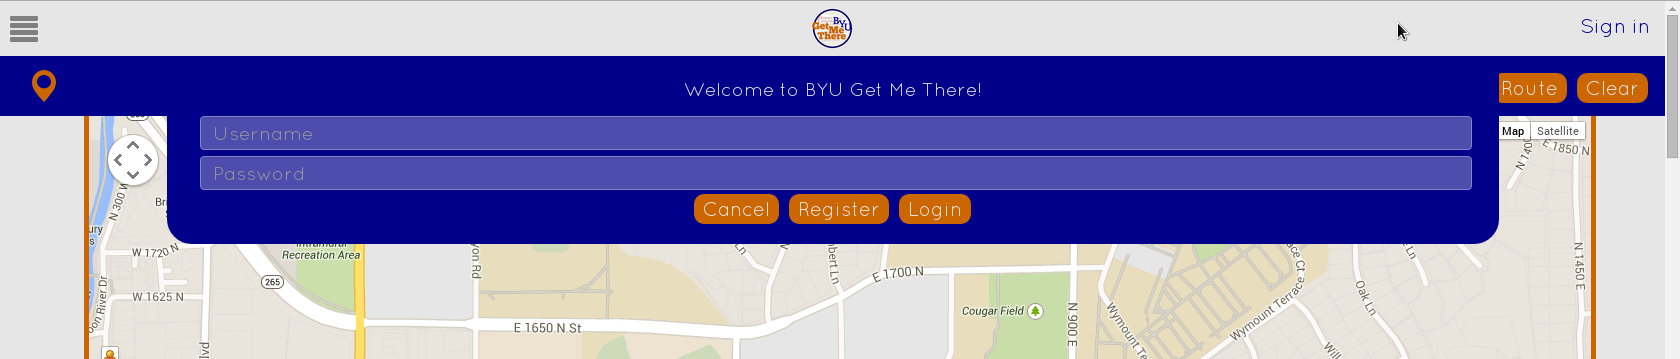 BYU
Get Me
There
Sign in
Welcome to BYU Get Me There!
Route
Clear
Username
Map
Satellite
E 1850 N
Password
N 300 W
N 140
Cancel
Register
Login
W 1720 N
Intramural
Recreation Area
265
E 1700 N
W 1625 N
Cougar Field
E 1650 N St
N 900 E
Wymount Terrace
Oak Ln
N 1450 E